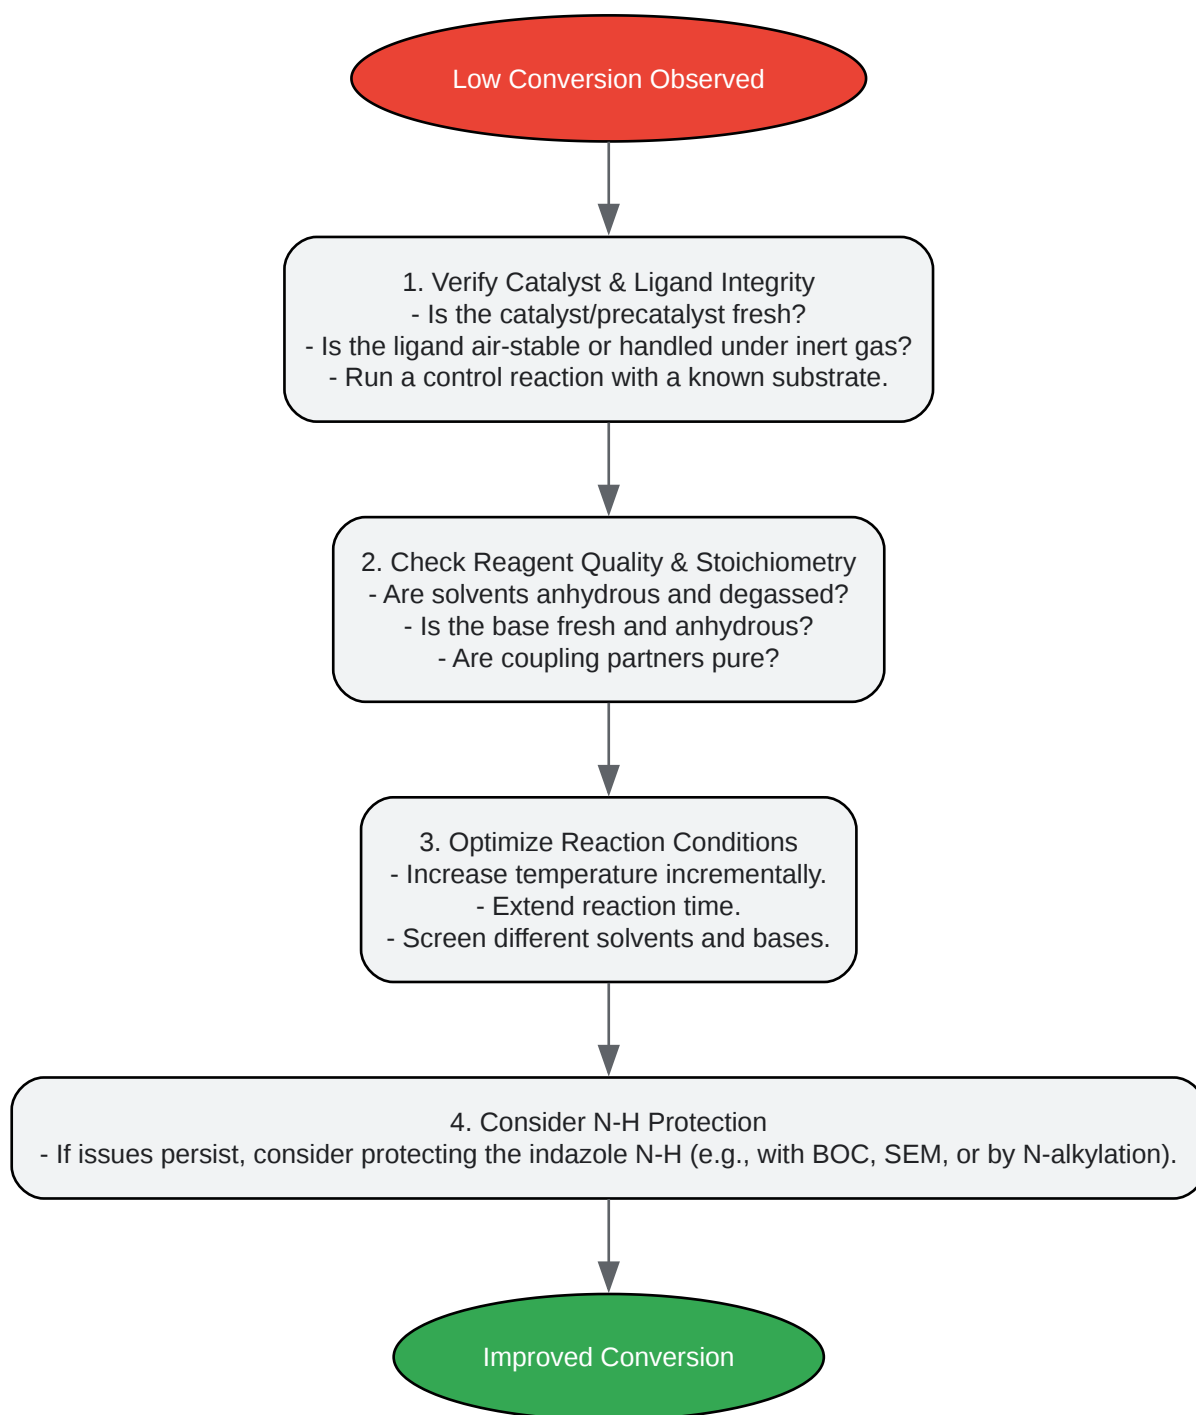 Low Conversion Observed
1. Verify Catalyst & Ligand Integrity
- Is the catalyst/precatalyst fresh?
- Is the ligand air-stable or handled under inert gas?
- Run a control reaction with a known substrate.
2. Check Reagent Quality & Stoichiometry
- Are solvents anhydrous and degassed?
- Is the base fresh and anhydrous?
- Are coupling partners pure?
3. Optimize Reaction Conditions
- Increase temperature incrementally.
- Extend reaction time.
- Screen different solvents and bases.
4. Consider N-H Protection
- If issues persist, consider protecting the indazole N-H (e.g., with BOC, SEM, or by N-alkylation).
Improved Conversion